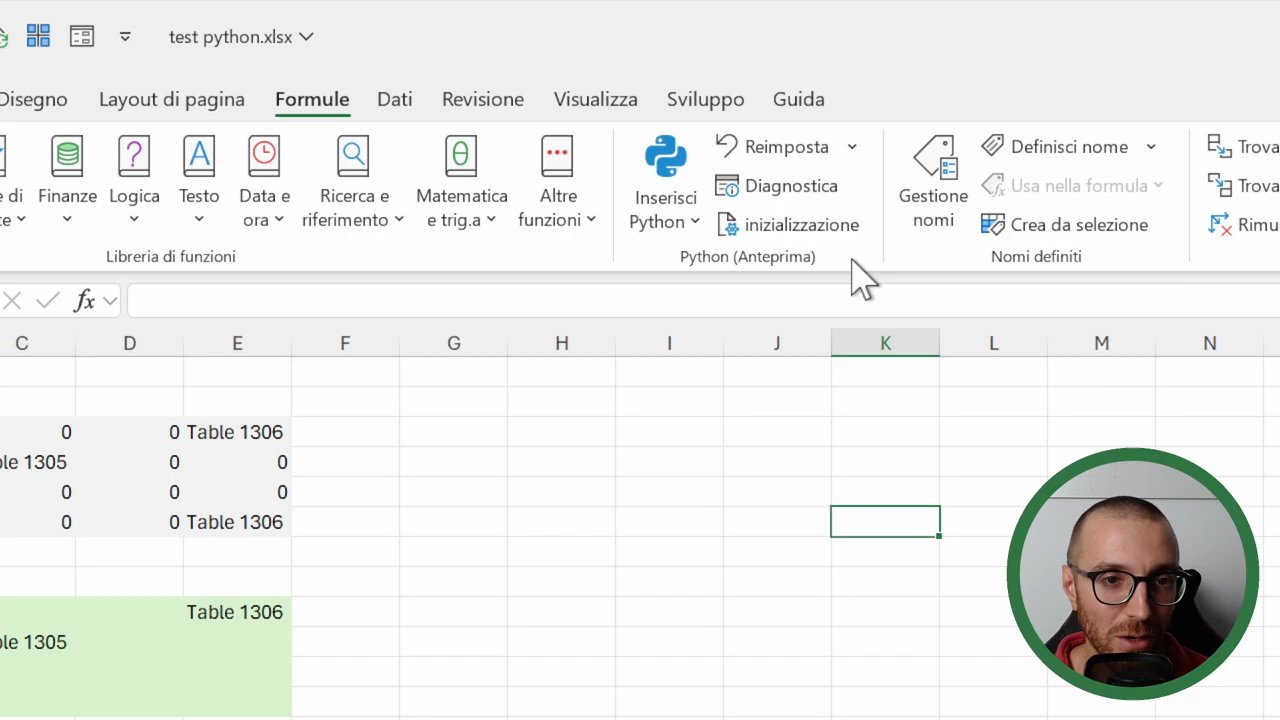 test python.xlsx
Disegno Layout di pagina Formule Dati Revisione Visualizza Sviluppo Guida
e di
te
Finanze
Logica
Testo
Data e
ora
Ricerca e
riferimento
Matematica
e trig.a
Altre
funzioni
Libreria di funzioni
Inserisci
Python
Reimposta
Diagnostica
inizializzazione
Python (Anteprima)
Gestione
nomi
Definisci nome
Usa nella formula
Crea da selezione
Nomi definiti
Trova
Trova
Rimu
fx
C D E F G H I J K L M N
0 0 Table 1306
ble 1305 0 0
0 0
0 0 Table 1306
Table 1306
ble 1305